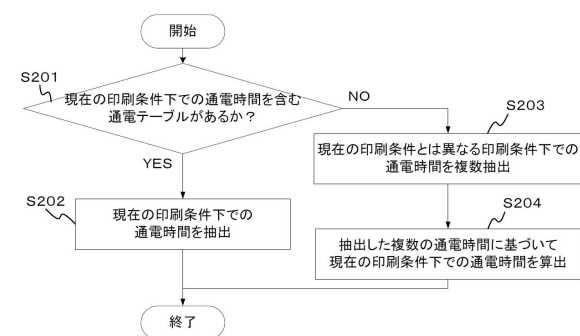 開始
S201
現在の印刷条件下での通電時間を含む
通電テーブルがあるか？
NO
YES
S203
現在の印刷条件とは異なる印刷条件下での
通電時間を複数抽出
S202
現在の印刷条件下での
通電時間を抽出
S204
抽出した複数の通電時間に基づいて
現在の印刷条件下での通電時間を算出
終了